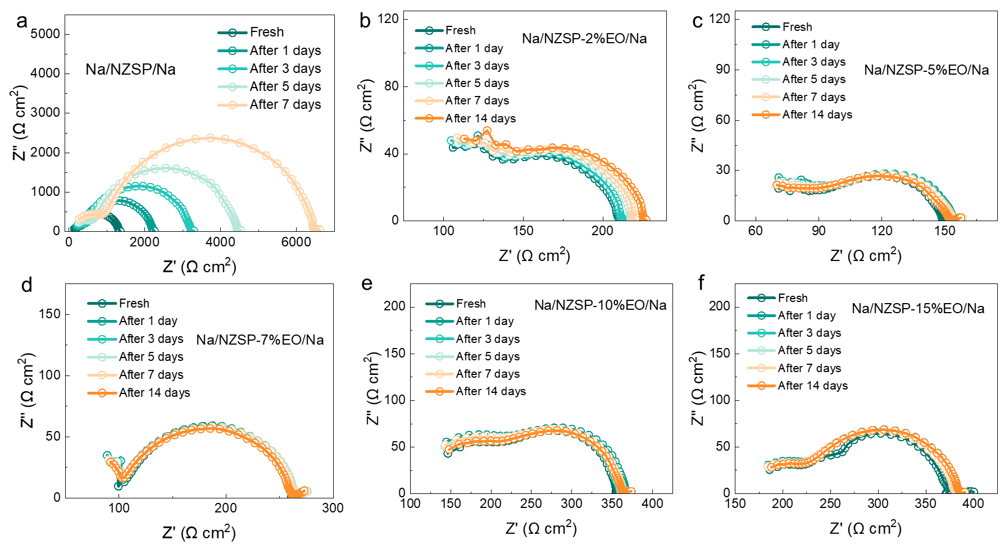 a
Fresh
After 1 days
After 3 days
After 5 days
After 7 days
Na/NZSP/Na
5000
4000
3000
2000
1000
0
0
2000
4000
6000
Z'' (Ω cm²)
Z' (Ω cm²)
b
Fresh
After 1 day
After 3 days
After 5 days
After 7 days
After 14 days
Na/NZSP-2%EO/Na
120
80
40
0
100
150
200
Z'' (Ω cm²)
Z' (Ω cm²)
c
Fresh
After 1 day
After 3 days
After 5 days
After 7 days
After 14 days
Na/NZSP-5%EO/Na
120
90
60
30
0
60
90
120
150
Z'' (Ω cm²)
Z' (Ω cm²)
d
Fresh
After 1 day
After 3 days
After 5 days
After 7 days
After 14 days
Na/NZSP-7%EO/Na
150
100
50
0
100
200
300
Z'' (Ω cm²)
Z' (Ω cm²)
e
Fresh
After 1 day
After 3 days
After 5 days
After 7 days
After 14 days
Na/NZSP-10%EO/Na
200
150
100
50
0
100
150
200
250
300
350
400
Z'' (Ω cm²)
Z' (Ω cm²)
f
Fresh
After 1 day
After 3 days
After 5 days
After 7 days
After 14 days
Na/NZSP-15%EO/Na
200
150
100
50
0
150
200
250
300
350
400
Z'' (Ω cm²)
Z' (Ω cm²)